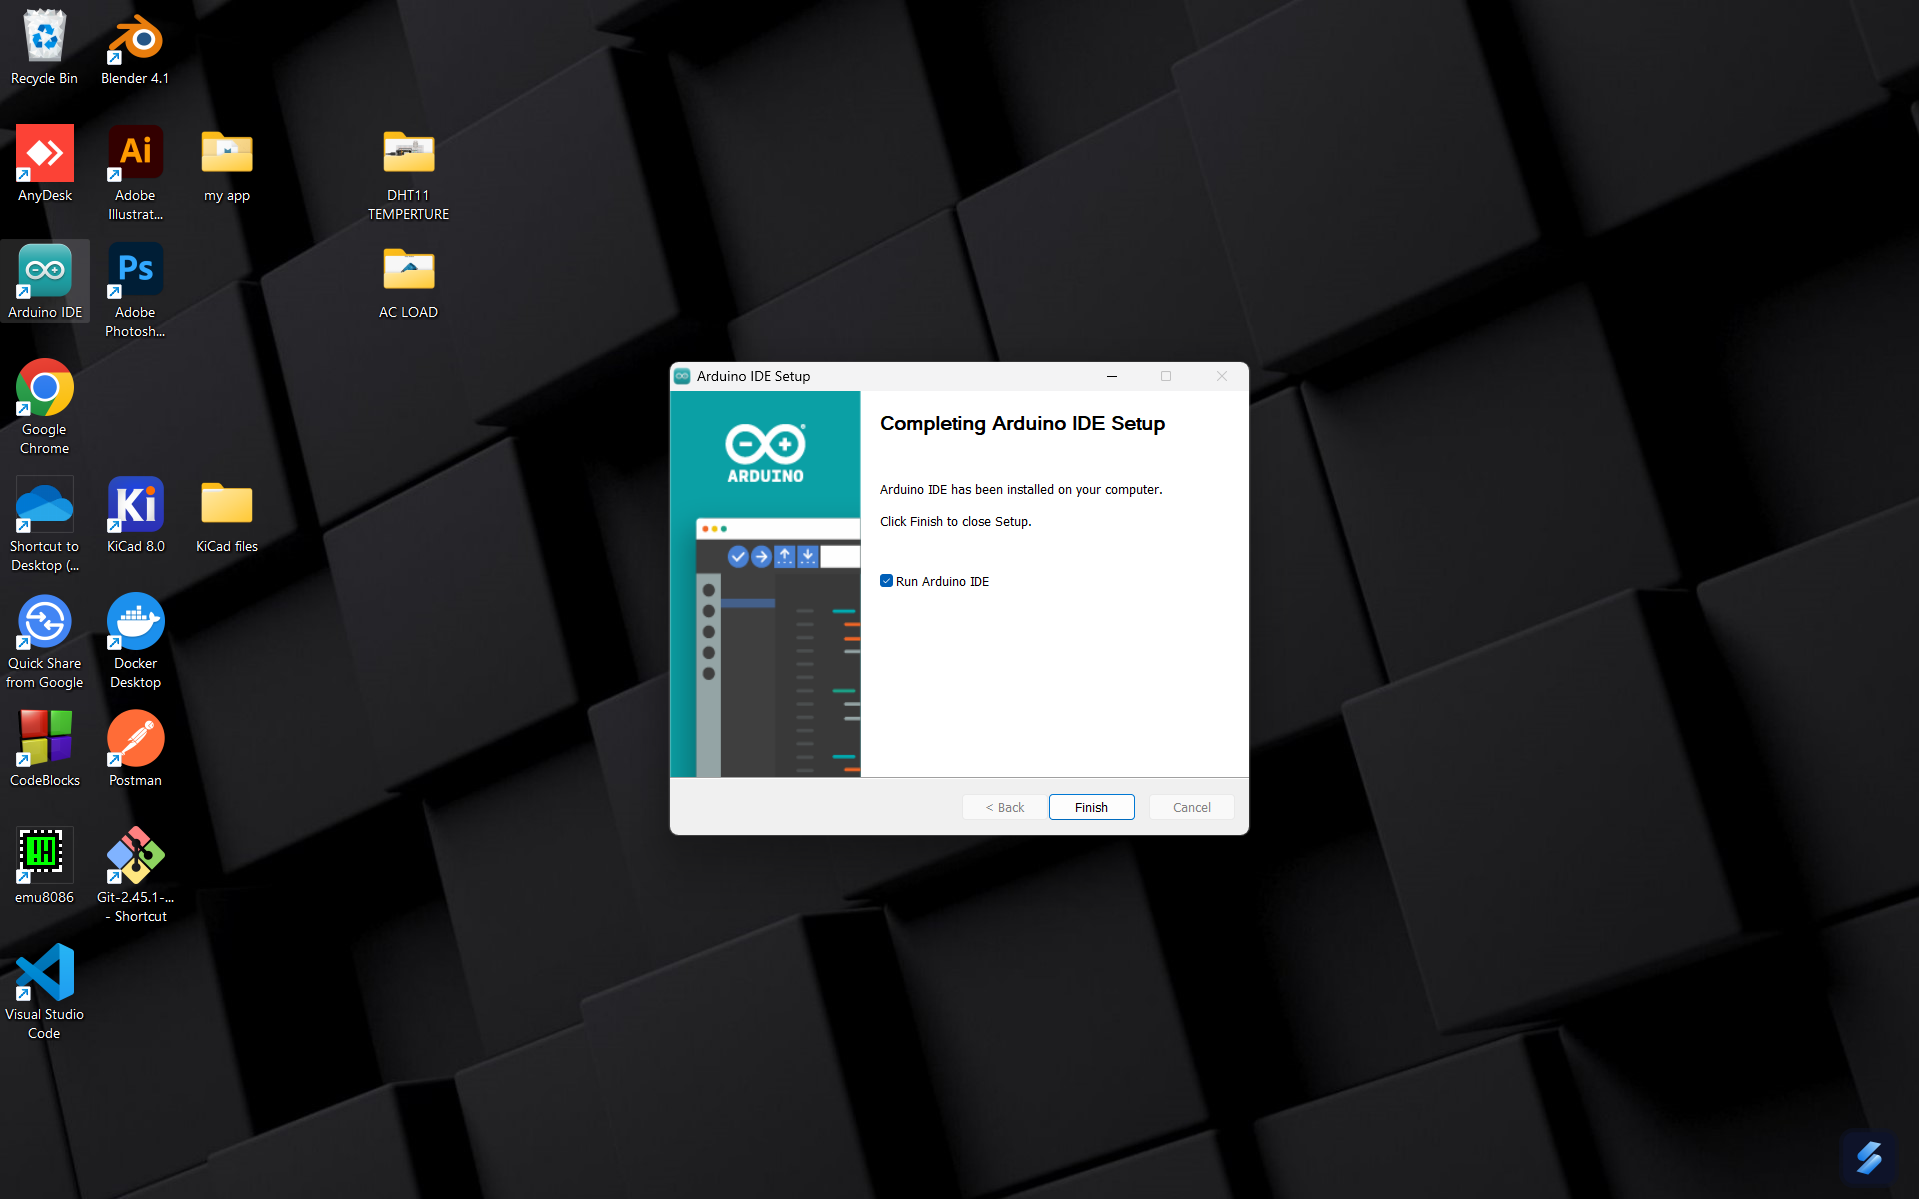 Recycle Bin
Blender 4.1
AnyDesk
Ai
Adobe
Illustrat...
my app
DHT11
TEMPERTURE
Arduino IDE
Ps
Adobe
Photosh...
AC LOAD
Google
Chrome
Shortcut to
Desktop (...
Ki
KiCad 8.0
KiCad files
Quick Share
from Google
Docker
Desktop
CodeBlocks
Postman
emu8086
Git-2.45.1-...
- Shortcut
Visual Studio
Code
Arduino IDE Setup
ARDUINO
Completing Arduino IDE Setup
Arduino IDE has been installed on your computer.
Click Finish to close Setup.
Run Arduino IDE
< Back
Finish
Cancel